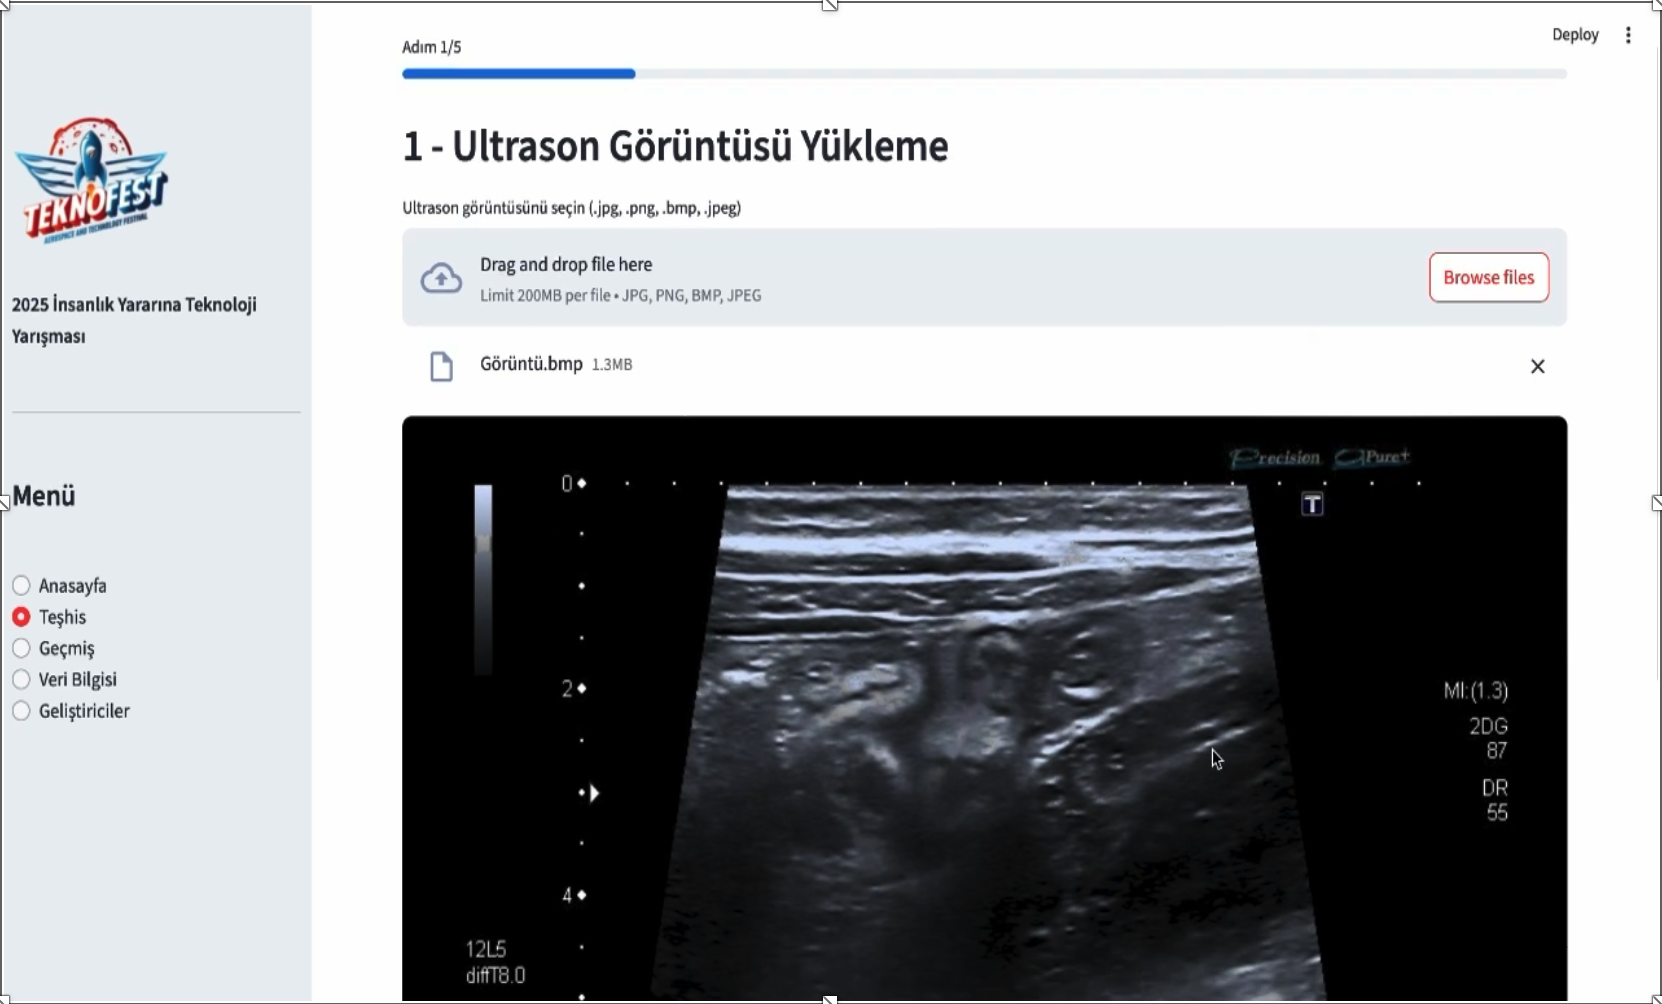 Deploy
Adım 1/5
1 - Ultrason Görüntüsü Yükleme
Ultrason görüntüsünü seçin (.jpg, .png, .bmp, .jpeg)
Drag and drop file here
Limit 200MB per file • JPG, PNG, BMP, JPEG
Browse files
Görüntü.bmp 1.3MB
TEKNOFEST
AEROSPACE AND TECHNOLOGY FESTIVAL
2025 İnsanlık Yararına Teknoloji
Yarışması
Menü
Anasayfa
Teşhis
Geçmiş
Veri Bilgisi
Geliştiriciler
Precision APure+
T
0
2
4
MI:(1.3)
2DG
87
DR
55
12L5
diffT8.0